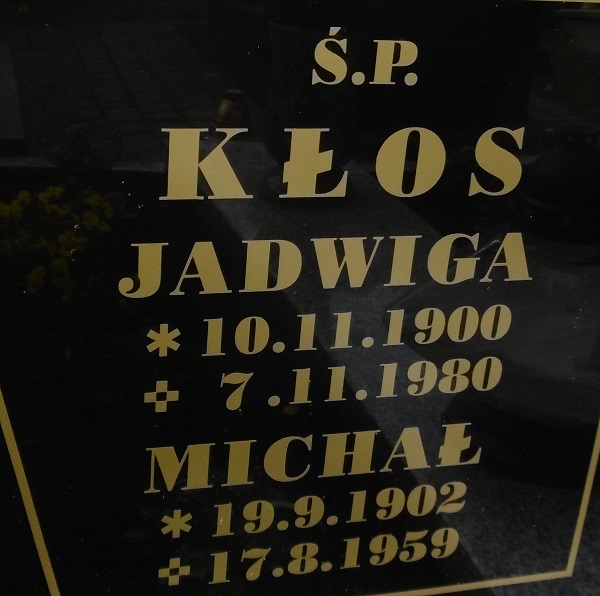 Ś.P.
KŁOS
JADWIGA
* 10.11.1900
✣ 7.11.1980
MICHAŁ
* 19.9.1902
✣ 17.8.1959